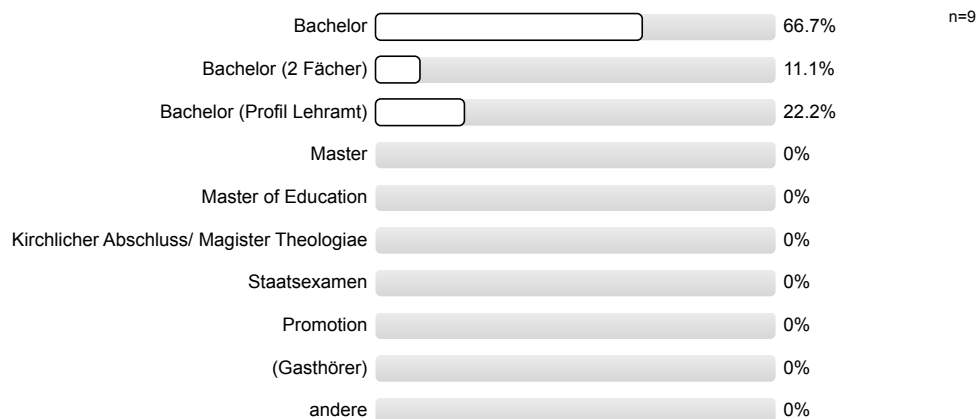 Bachelor 66.7% n=9
Bachelor (2 Fächer) 11.1%
Bachelor (Profil Lehramt) 22.2%
Master 0%
Master of Education 0%
Kirchlicher Abschluss/ Magister Theologiae 0%
Staatsexamen 0%
Promotion 0%
(Gasthörer) 0%
andere 0%